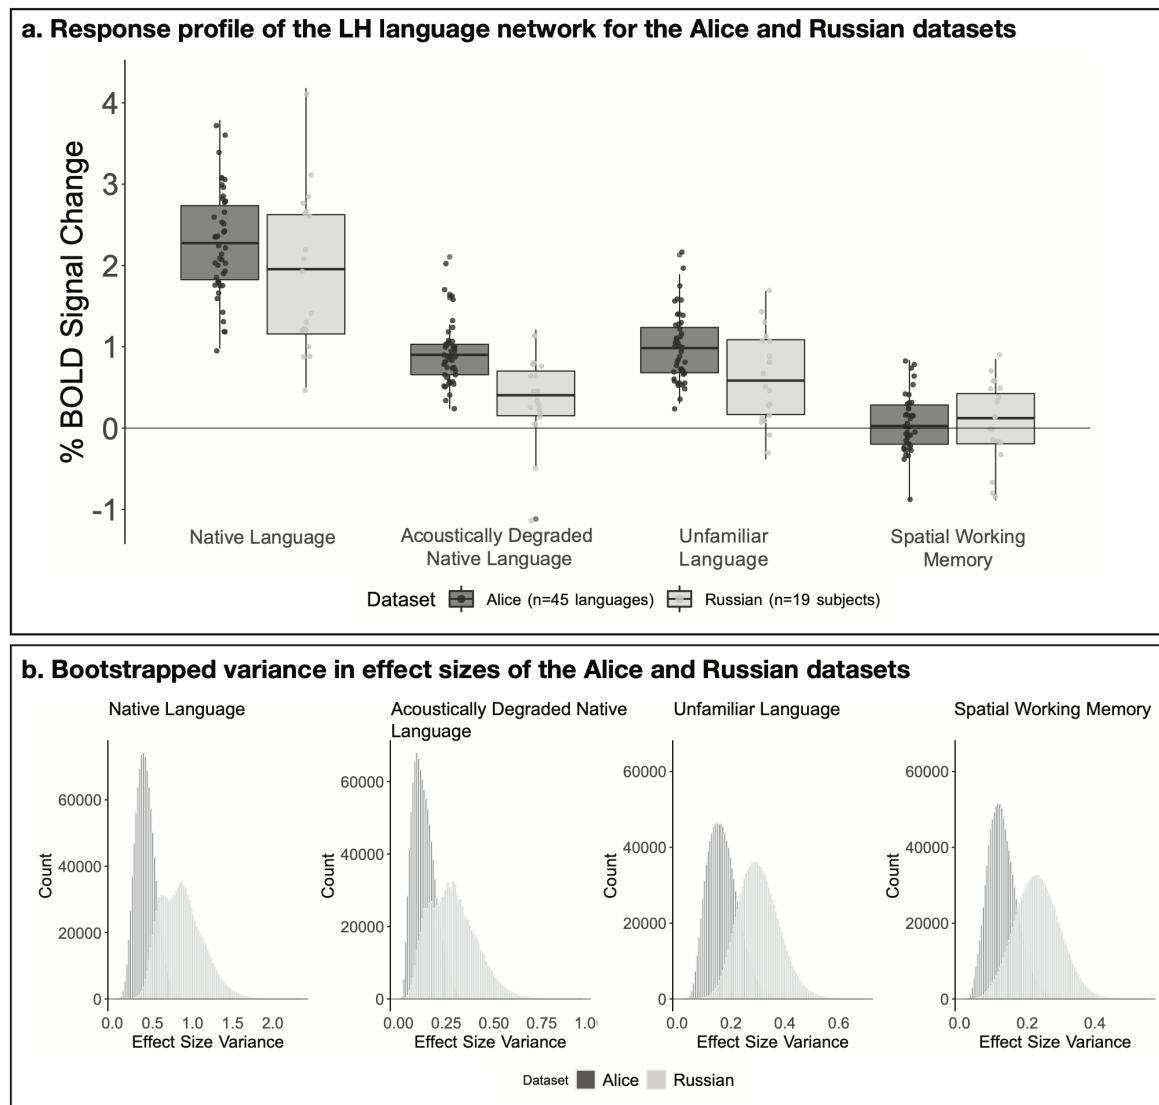 a. Response profile of the LH language network for the Alice and Russian datasets
% BOLD Signal Change
4
3
2
1
0
-1
Native Language
Acoustically Degraded
Native Language
Unfamiliar
Language
Spatial Working
Memory
Dataset Alice (n=45 languages) Russian (n=19 subjects)
b. Bootstrapped variance in effect sizes of the Alice and Russian datasets
Native Language
Count
60000
40000
20000
0
0.0 0.5 1.0 1.5 2.0
Effect Size Variance
Acoustically Degraded Native
Language
Count
60000
40000
20000
0
0.00 0.25 0.50 0.75 1.0
Effect Size Variance
Unfamiliar Language
Count
60000
40000
20000
0
0.0 0.2 0.4 0.6
Effect Size Variance
Spatial Working Memory
Count
60000
40000
20000
0
0.0 0.2 0.4
Effect Size Variance
Dataset Alice Russian